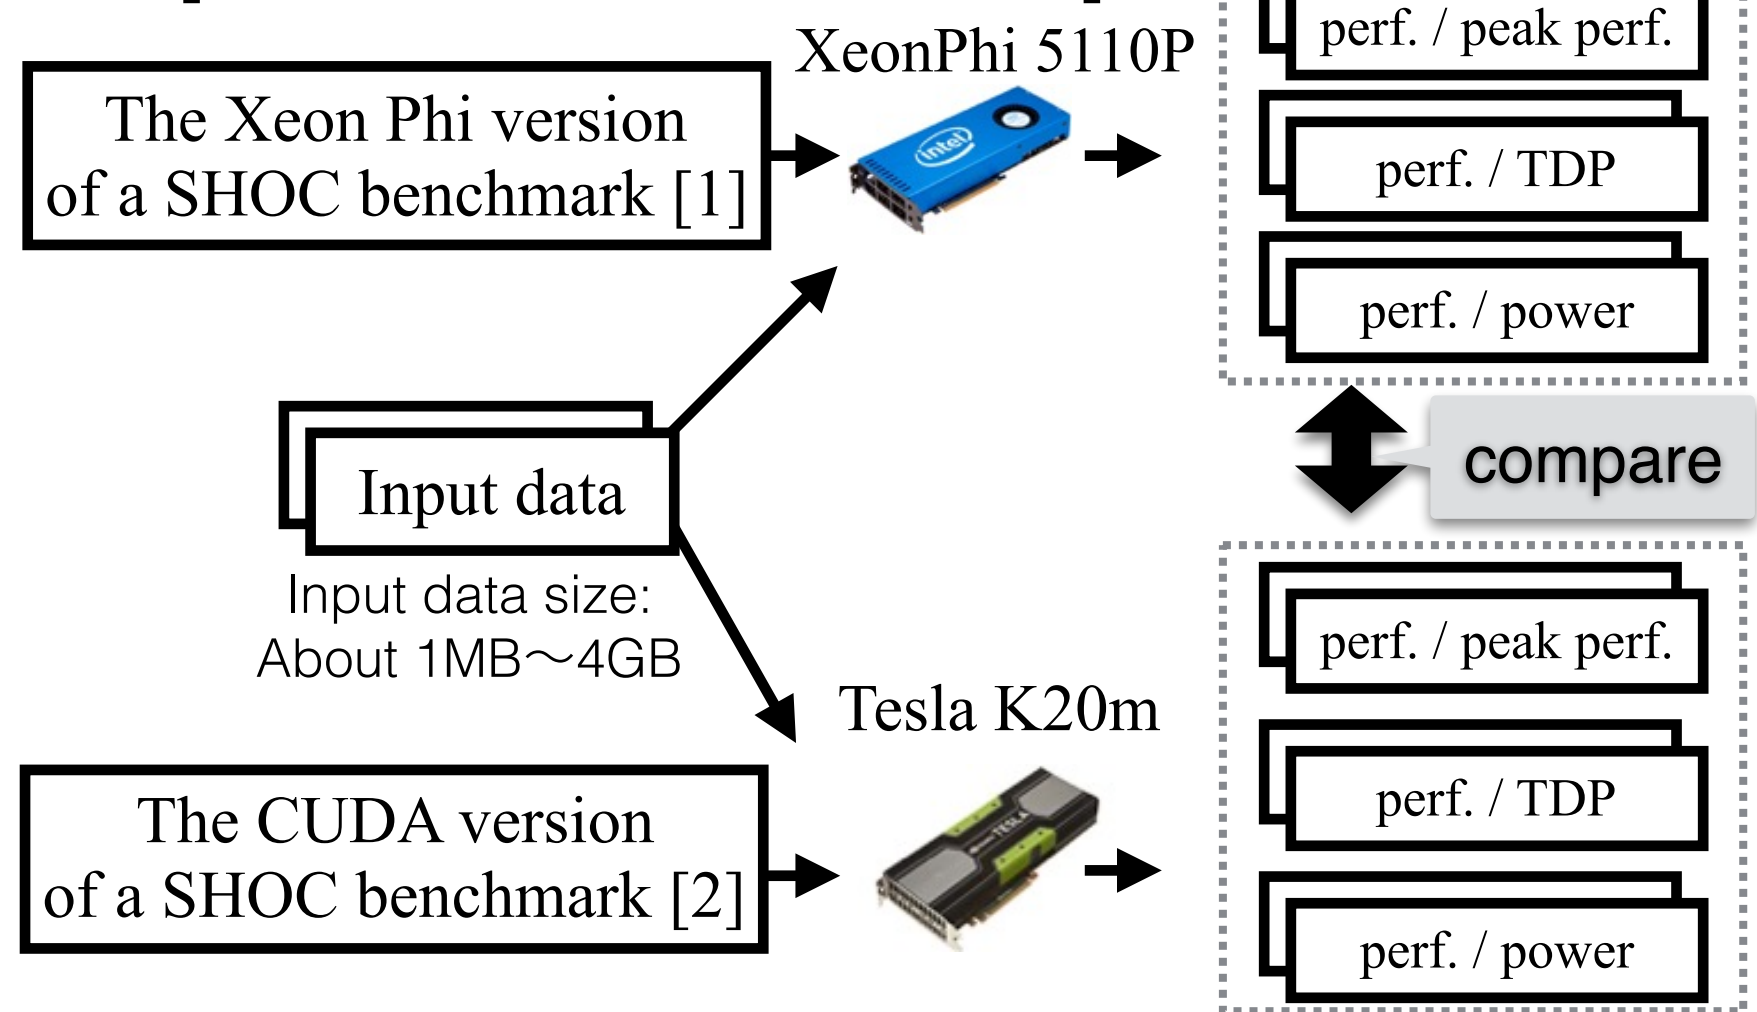 XeonPhi 5110P
perf. / peak perf.
The Xeon Phi version
of a SHOC benchmark [1]
intel
perf. / TDP
perf. / power
compare
Input data
Input data size:
About 1MB～4GB
perf. / peak perf.
Tesla K20m
perf. / TDP
The CUDA version
of a SHOC benchmark [2]
TESLA
perf. / power